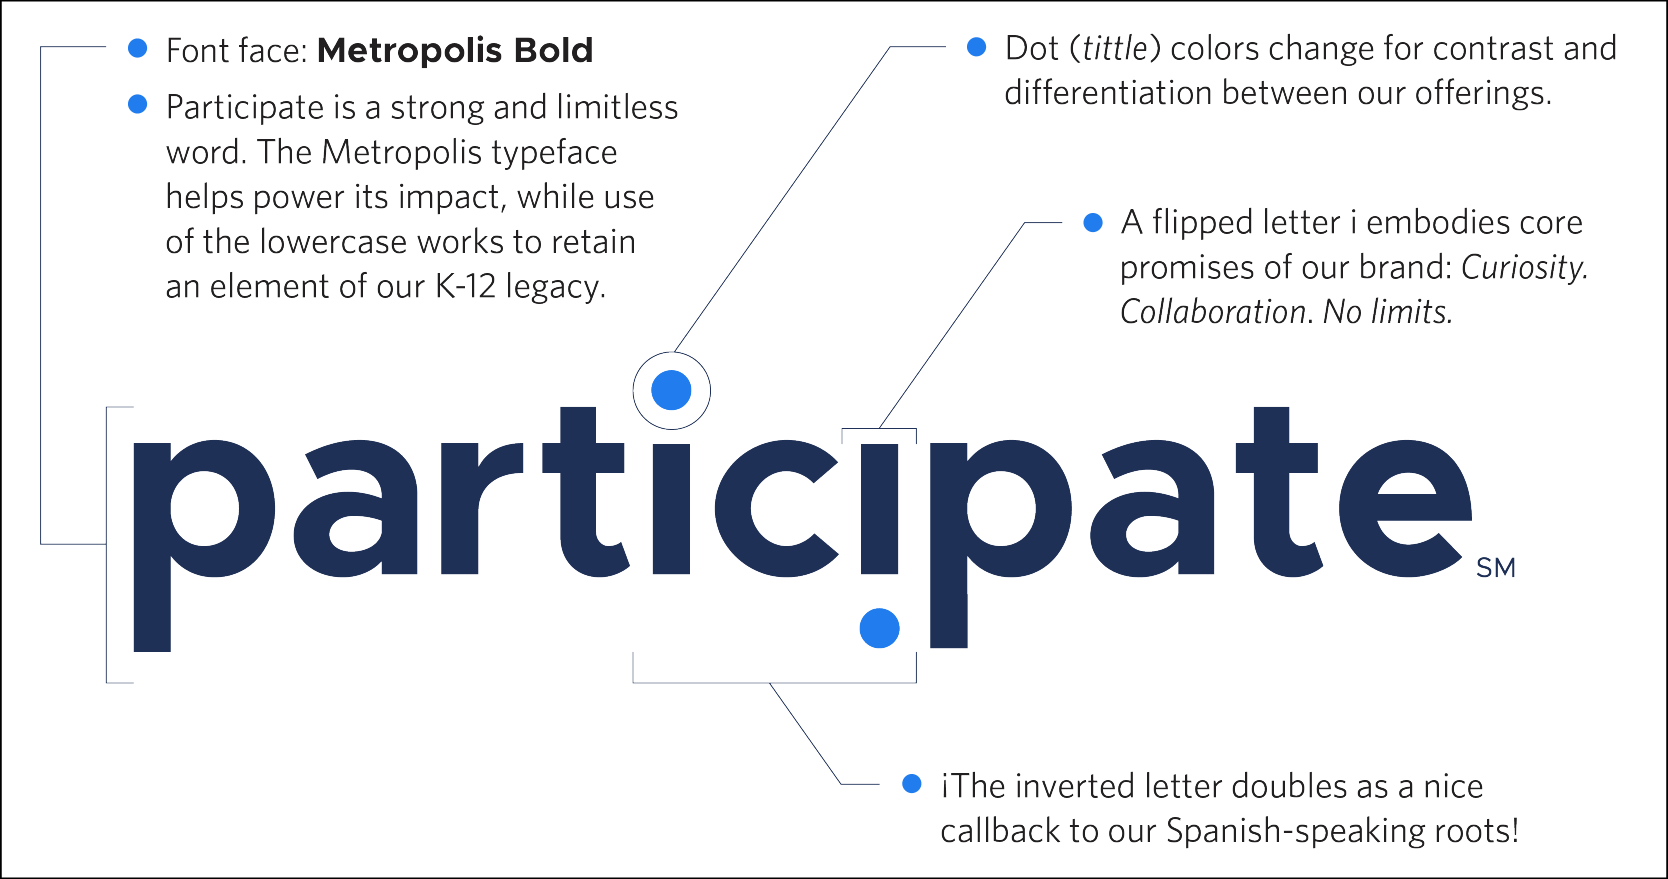 Font face: Metropolis Bold
Participate is a strong and limitless
word. The Metropolis typeface
helps power its impact, while use
of the lowercase works to retain
an element of our K-12 legacy.
Dot (tittle) colors change for contrast and
differentiation between our offerings.
A flipped letter i embodies core
promises of our brand: Curiosity.
Collaboration. No limits.
participate SM
¡The inverted letter doubles as a nice
callback to our Spanish-speaking roots!